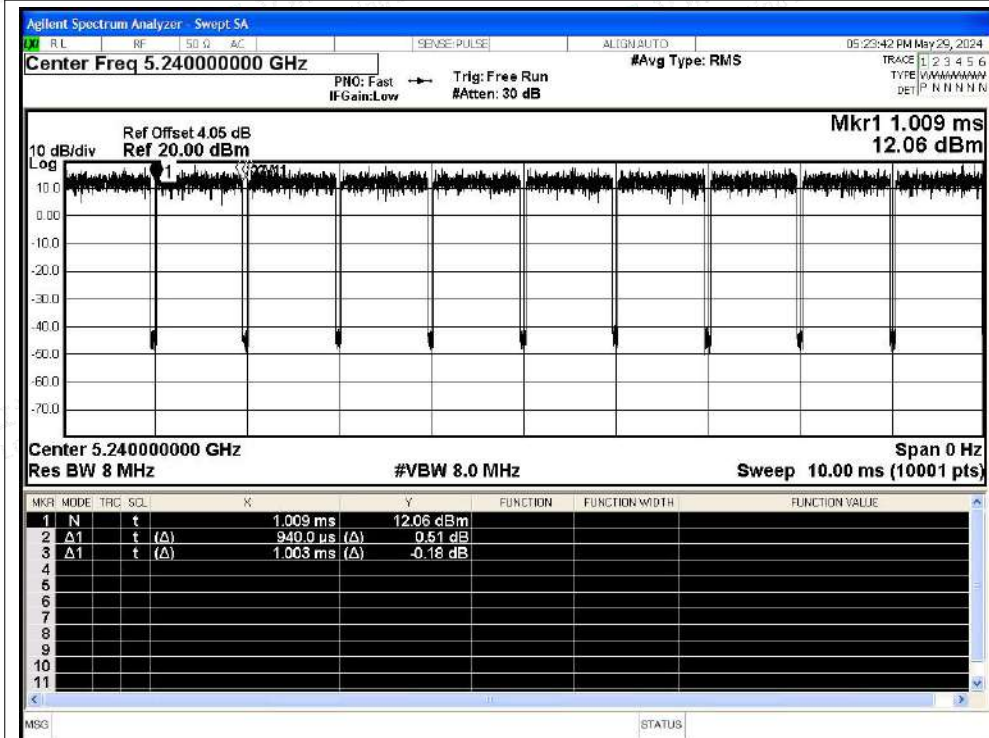 Agilent Spectrum Analyzer - Swept SA
LXI RL RF 50 Ω AC SENSE:PULSE ALIGN AUTO 05:23:42 PM May 29, 2024
Center Freq 5.240000000 GHz #Avg Type: RMS TRACE 1 2 3 4 5 6
PNO: Fast Trig: Free Run TYPE
IFGain:Low #Atten: 30 dB DET P N N N N N
Mkr1 1.009 ms
Ref Offset 4.05 dB
10 dB/div Ref 20.00 dBm 12.06 dBm
Log
1
10.0
0.00
-10.0
-20.0
-30.0
-40.0
-50.0
-60.0
-70.0
Center 5.240000000 GHz Span 0 Hz
Res BW 8 MHz #VBW 8.0 MHz Sweep 10.00 ms (10001 pts)
MKR MODE TRC SCL X Y FUNCTION FUNCTION WIDTH FUNCTION VALUE
1 N t 1.009 ms 12.06 dBm
2 Δ1 t (Δ) 940.0 µs (Δ) 0.51 dB
3 Δ1 t (Δ) 1.003 ms (Δ) -0.18 dB
4
5
6
7
8
9
10
11
MSG STATUS